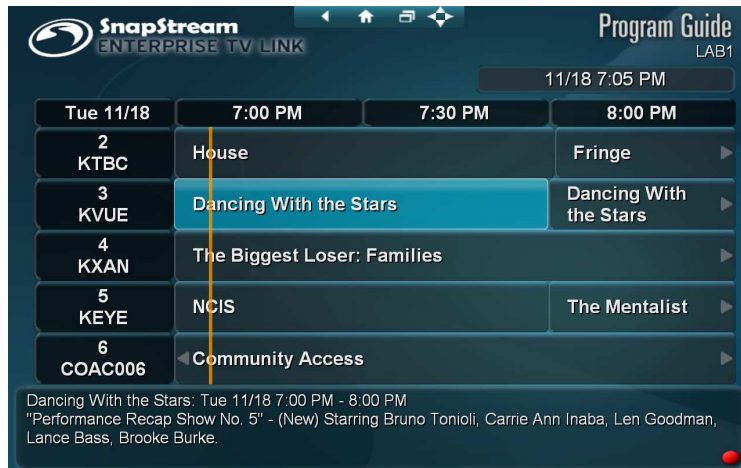 SnapStream
ENTERPRISE TV LINK
Program Guide
LAB1
11/18 7:05 PM
Tue 11/18 7:00 PM 7:30 PM 8:00 PM
2
KTBC
House
Fringe
3
KVUE
Dancing With the Stars
Dancing With
the Stars
4
KXAN
The Biggest Loser: Families
5
KEYE
NCIS
The Mentalist
6
COAC006
Community Access
Dancing With the Stars: Tue 11/18 7:00 PM - 8:00 PM
"Performance Recap Show No. 5" - (New) Starring Bruno Tonioli, Carrie Ann Inaba, Len Goodman,
Lance Bass, Brooke Burke.